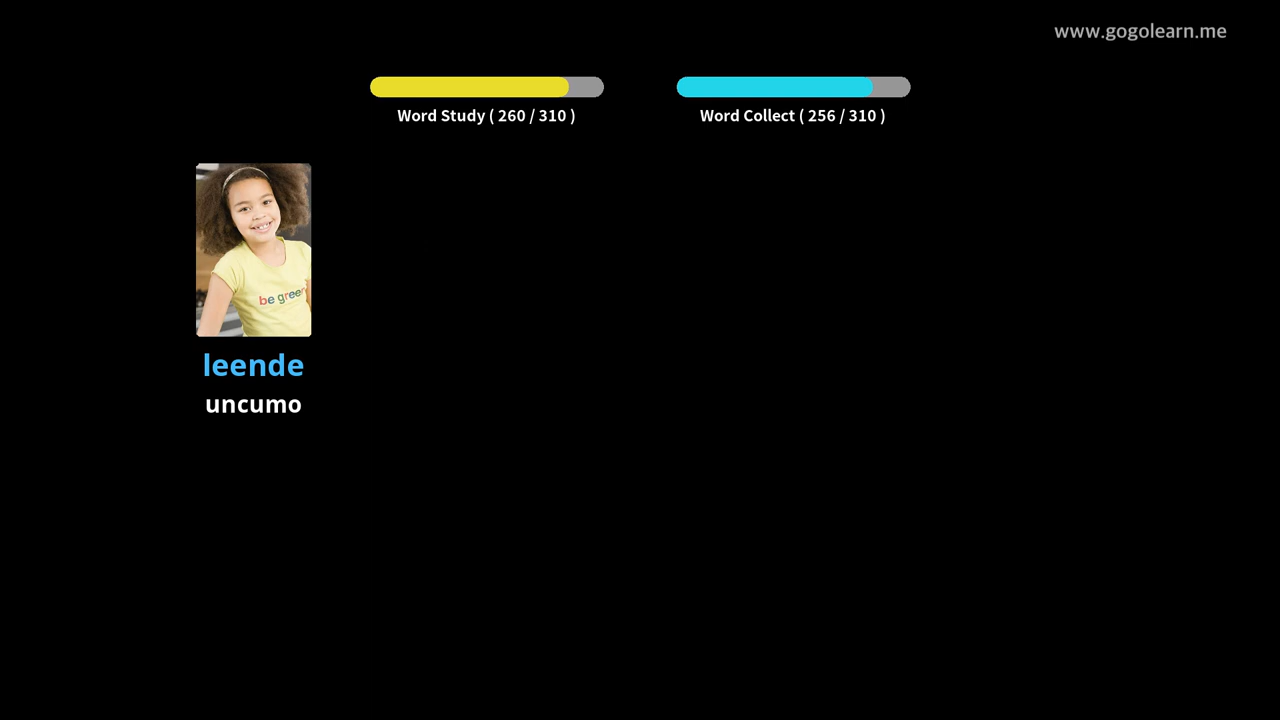 www.gogolearn.me
Word Study ( 260 / 310 )
Word Collect ( 256 / 310 )
be green
leende
uncumo